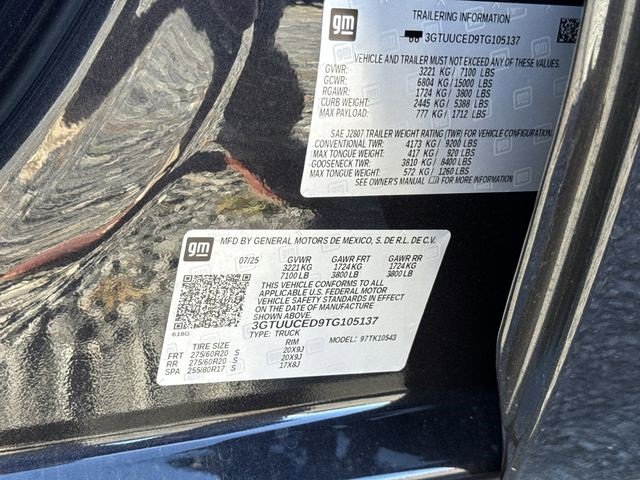 gm
TRAILERING INFORMATION
3GTUUCED9TG105137
VEHICLE AND TRAILER MUST NOT EXCEED ANY OF THESE VALUES.
GVWR: 3221 KG / 7100 LBS
GCWR: 6804 KG / 15000 LBS
RGAWR: 1724 KG / 3800 LBS
CURB WEIGHT: 2445 KG / 5388 LBS
MAX PAYLOAD: 777 KG / 1712 LBS
SAE J2807 TRAILER WEIGHT RATING (TWR) FOR VEHICLE CONFIGURATION.
CONVENTIONAL TWR: 4173 KG / 9200 LBS
MAX TONGUE WEIGHT: 417 KG / 920 LBS
GOOSENECK TWR: 3810 KG / 8400 LBS
MAX TONGUE WEIGHT: 572 KG / 1260 LBS
SEE OWNER'S MANUAL FOR MORE INFORMATION
gm
MFD BY GENERAL MOTORS DE MEXICO, S. DE R.L. DE C.V.
07/25 GVWR GAWR FRT GAWR RR
3221 KG 1724 KG 1724 KG
7100 LB 3800 LB 3800 LB
THIS VEHICLE CONFORMS TO ALL
APPLICABLE U.S. FEDERAL MOTOR
VEHICLE SAFETY STANDARDS IN EFFECT
ON THE DATE OF MANUFACTURE
SHOWN ABOVE.
3GTUUCED9TG105137
618G TYPE: TRUCK
TIRE SIZE RIM MODEL: 97TK10543
FRT 275/60R20 S 20X9J
RR 275/60R20 S 20X9J
SPA 255/80R17 S 17X8J